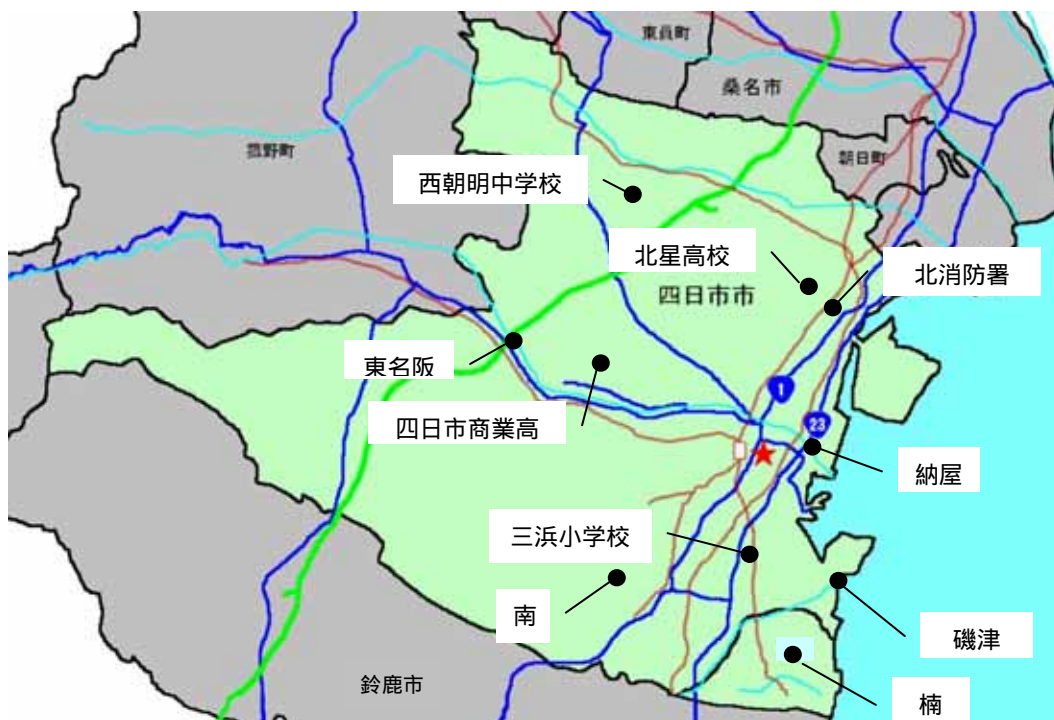 東員町
桑名市
菰野町
朝日町
西朝明中学校
北星高校
北消防署
四日市市
東名阪
四日市商業高
1
23
納屋
三浜小学校
南
磯津
鈴鹿市
楠